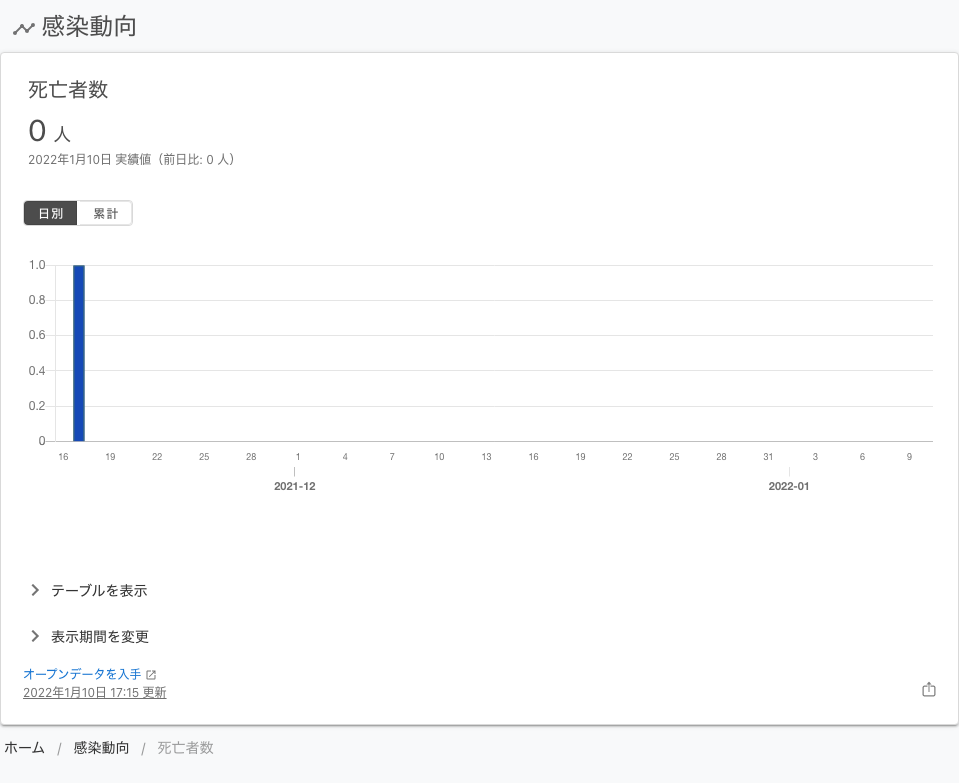 感染動向
死亡者数
0 人
2022年1月10日 実績値（前日比: 0 人）
日別 累計
1.0
0.8
0.6
0.4
0.2
0
16 19 22 25 28 1 4 7 10 13 16 19 22 25 28 31 3 6 9
2021-12 2022-01
テーブルを表示
表示期間を変更
オープンデータを入手
2022年1月10日 17:15 更新
ホーム / 感染動向 / 死亡者数